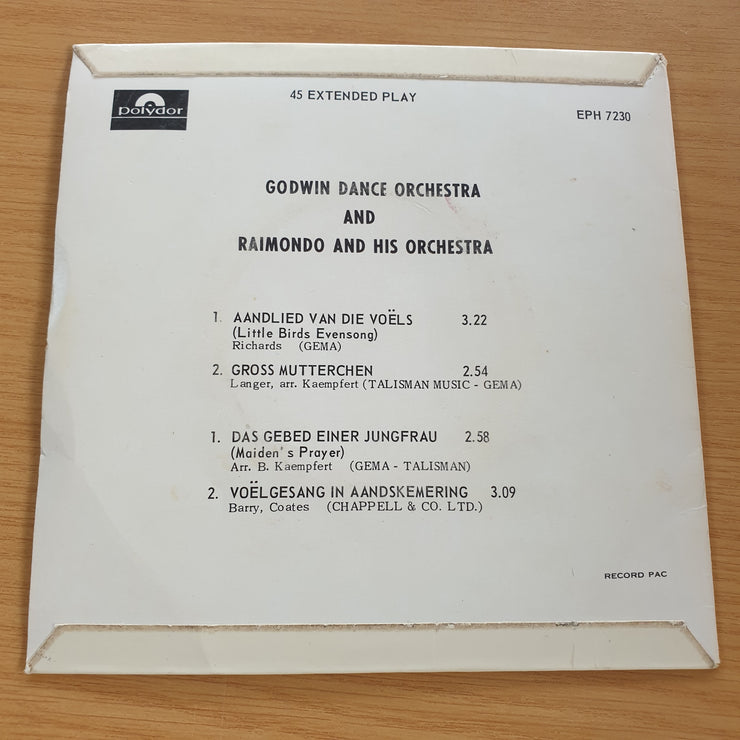 polydor
45 EXTENDED PLAY
EPH 7230
GODWIN DANCE ORCHESTRA
AND
RAIMONDO AND HIS ORCHESTRA
1. AANDLIED VAN DIE VOËLS 3.22
(Little Birds Evensong)
Richards (GEMA)
2. GROSS MUTTERCHEN 2.54
Langer, arr. Kaempfert (TALISMAN MUSIC - GEMA)
1. DAS GEBED EINER JUNGFRAU 2.58
(Maiden's Prayer)
Arr. B. Kaempfert (GEMA - TALISMAN)
2. VOËLGESANG IN AANDSKEMERING 3.09
Barry, Coates (CHAPPELL & CO. LTD.)
RECORD PAC